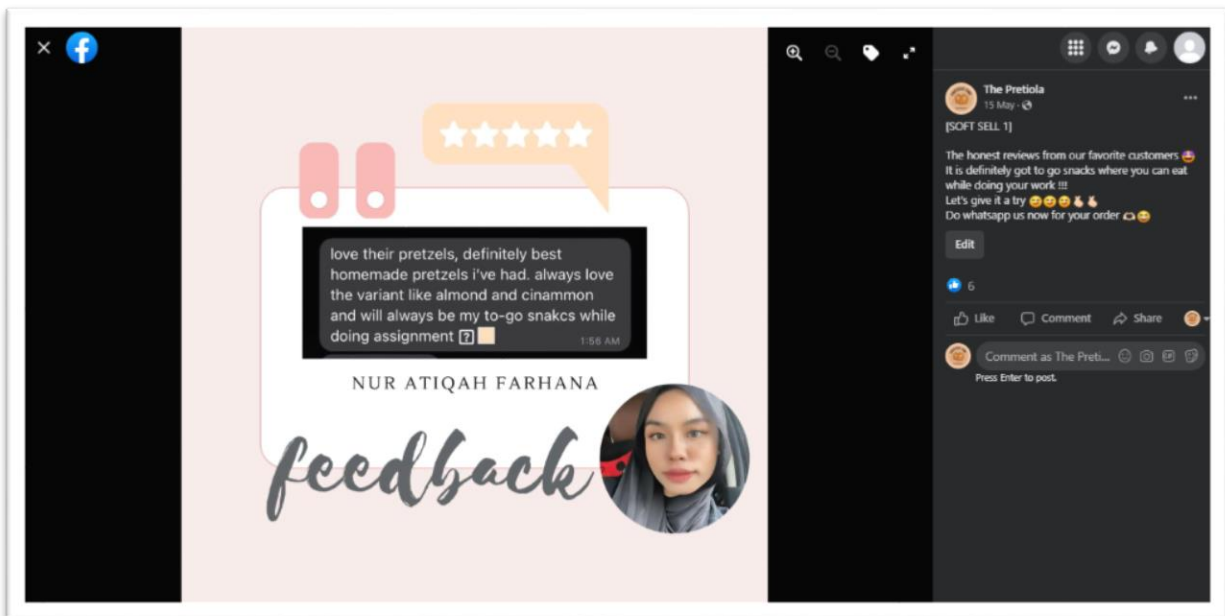 love their pretzels, definitely best
homemade pretzels i've had. always love
the variant like almond and cinammon
and will always be my to-go snakcs while
doing assignment
1:56 AM
NUR ATIQAH FARHANA
feedback
The Pretiola
15 May
[SOFT SELL 1]
The honest reviews from our favorite customers
It is definitely got to go snacks where you can eat
while doing your work !!!
Let's give it a try
Do whatsapp us now for your order
Edit
6
Like Comment Share
Comment as The Preti...
Press Enter to post.